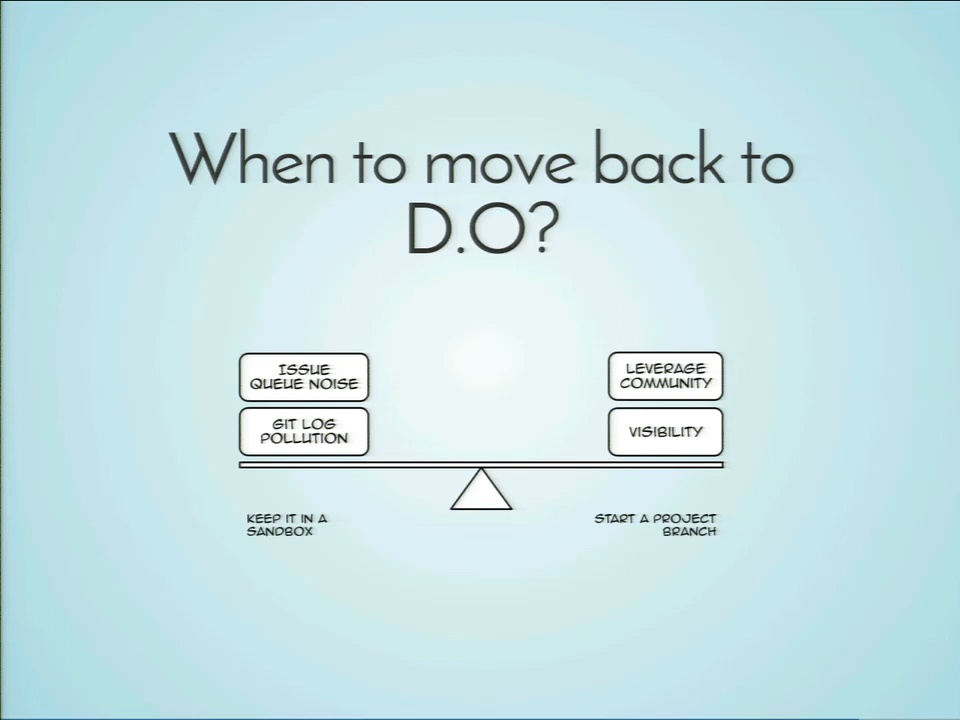 When to move back to
D.O?
ISSUE
QUEUE NOISE
GIT LOG
POLLUTION
LEVERAGE
COMMUNITY
VISIBILITY
KEEP IT IN A
SANDBOX
START A PROJECT
BRANCH